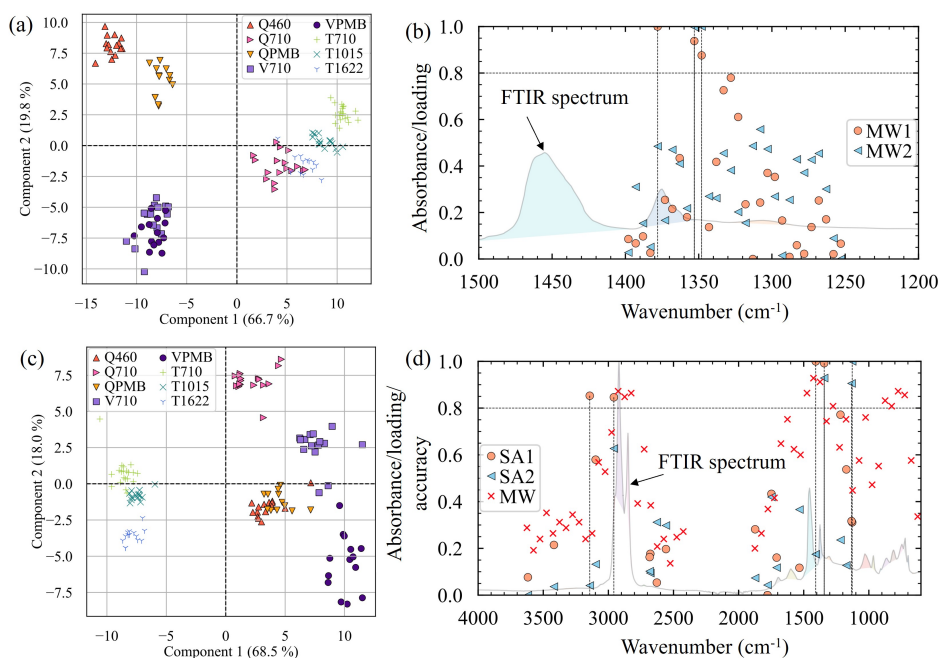 (a)
Q460
Q710
QPMB
V710
VPMB
T710
T1015
T1622
10.0
7.5
5.0
2.5
0.0
−2.5
−5.0
−7.5
−10.0
Component 2 (19.8 %)
−15
−10
−5
0
5
10
Component 1 (66.7 %)
(b)
FTIR spectrum
MW1
MW2
1.0
0.8
0.6
0.4
0.2
0.0
Absorbance/loading
1500
1450
1400
1350
1300
1250
1200
Wavenumber (cm⁻¹)
(c)
Q460
Q710
QPMB
V710
VPMB
T710
T1015
T1622
7.5
5.0
2.5
0.0
−2.5
−5.0
−7.5
Component 2 (18.0 %)
−10
−5
0
5
10
Component 1 (68.5 %)
(d)
SA1
SA2
MW
FTIR spectrum
1.0
0.8
0.6
0.4
0.2
0.0
Absorbance/loading/
accuracy
4000
3000
2000
1000
Wavenumber (cm⁻¹)